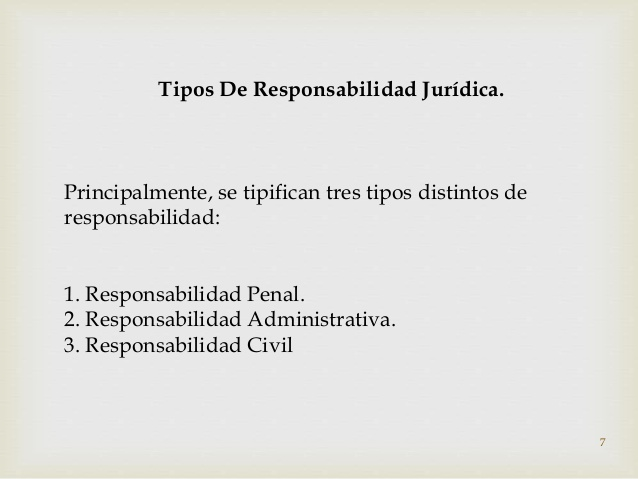 Tipos De Responsabilidad Jurídica.
Principalmente, se tipifican tres tipos distintos de
responsabilidad:
1. Responsabilidad Penal.
2. Responsabilidad Administrativa.
3. Responsabilidad Civil
7